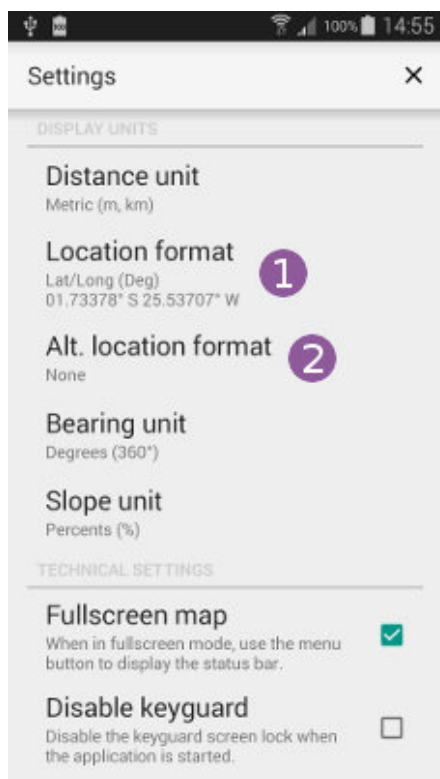 100% 14:55
Settings
DISPLAY UNITS
Distance unit
Metric (m, km)
Location format
Lat/Long (Deg)
01.73378° S 25.53707° W
1
Alt. location format
None
2
Bearing unit
Degrees (360°)
Slope unit
Percents (%)
TECHNICAL SETTINGS
Fullscreen map
When in fullscreen mode, use the menu
button to display the status bar.
Disable keyguard
Disable the keyguard screen lock when
the application is started.